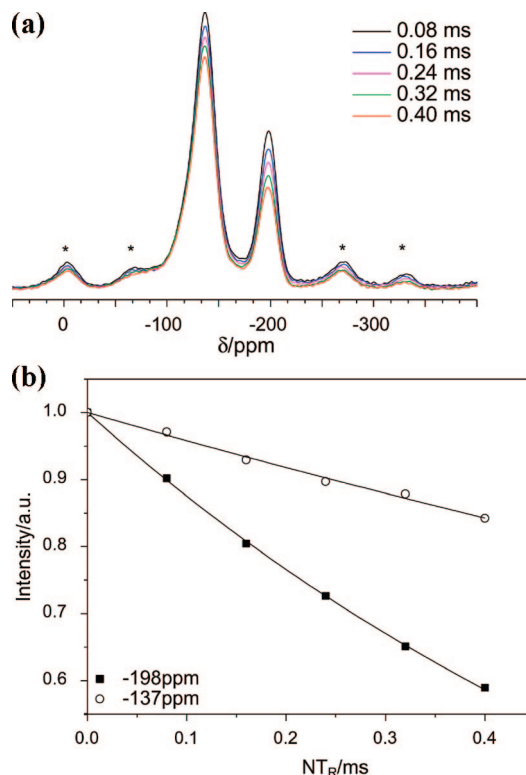 (a)
0.08 ms
0.16 ms
0.24 ms
0.32 ms
0.40 ms
* * * *
0 -100 -200 -300
δ/ppm
(b)
1.0
0.9
0.8
0.7
0.6
Intensity/a.u.
-198ppm
-137ppm
0.0 0.1 0.2 0.3 0.4
NT_R/ms